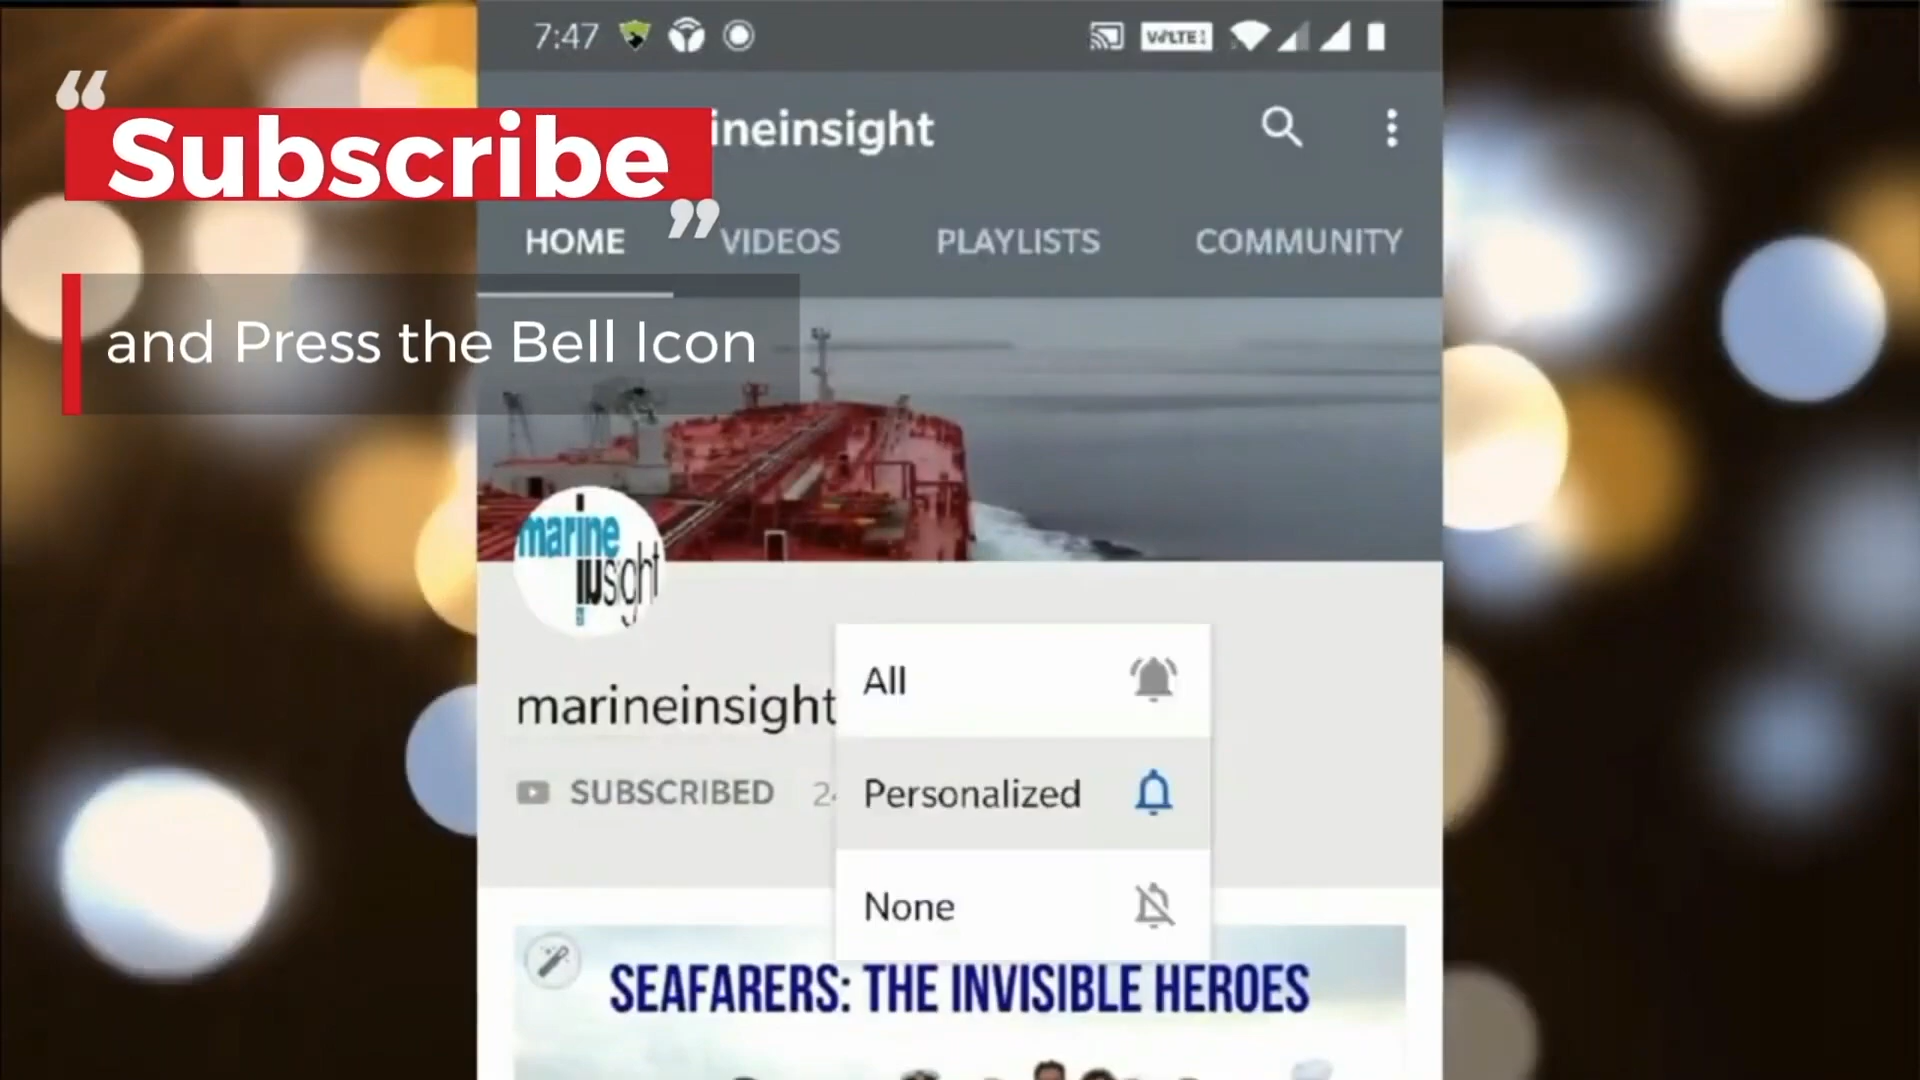 7:47
VoLTE
“
Subscribe
ineinsight
”
HOME
VIDEOS
PLAYLISTS
COMMUNITY
and Press the Bell Icon
marine
insight
marineinsight
All
SUBSCRIBED
Personalized
None
SEAFARERS: THE INVISIBLE HEROES